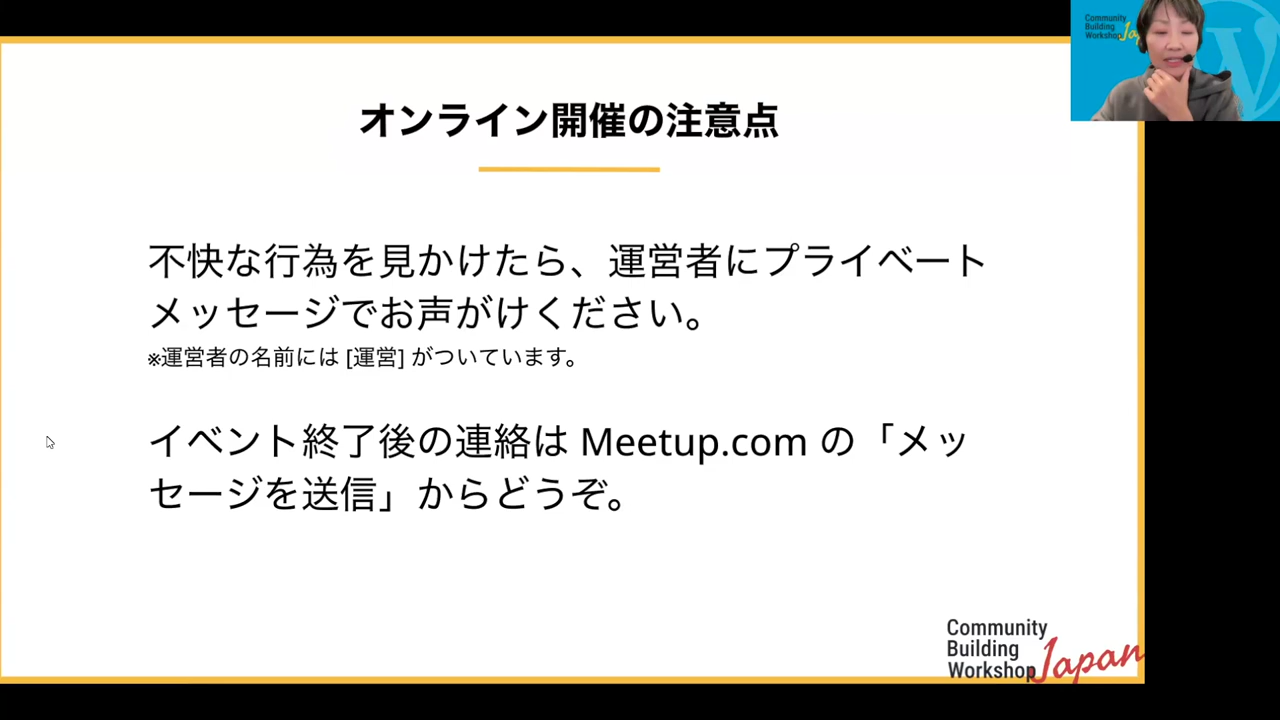 Community
Building
Workshop
オンライン開催の注意点
不快な行為を見かけたら、運営者にプライベート
メッセージでお声がけください。
※運営者の名前には [運営] がついています。
イベント終了後の連絡は Meetup.com の「メッ
セージを送信」からどうぞ。
Community
Building
Workshop Japan